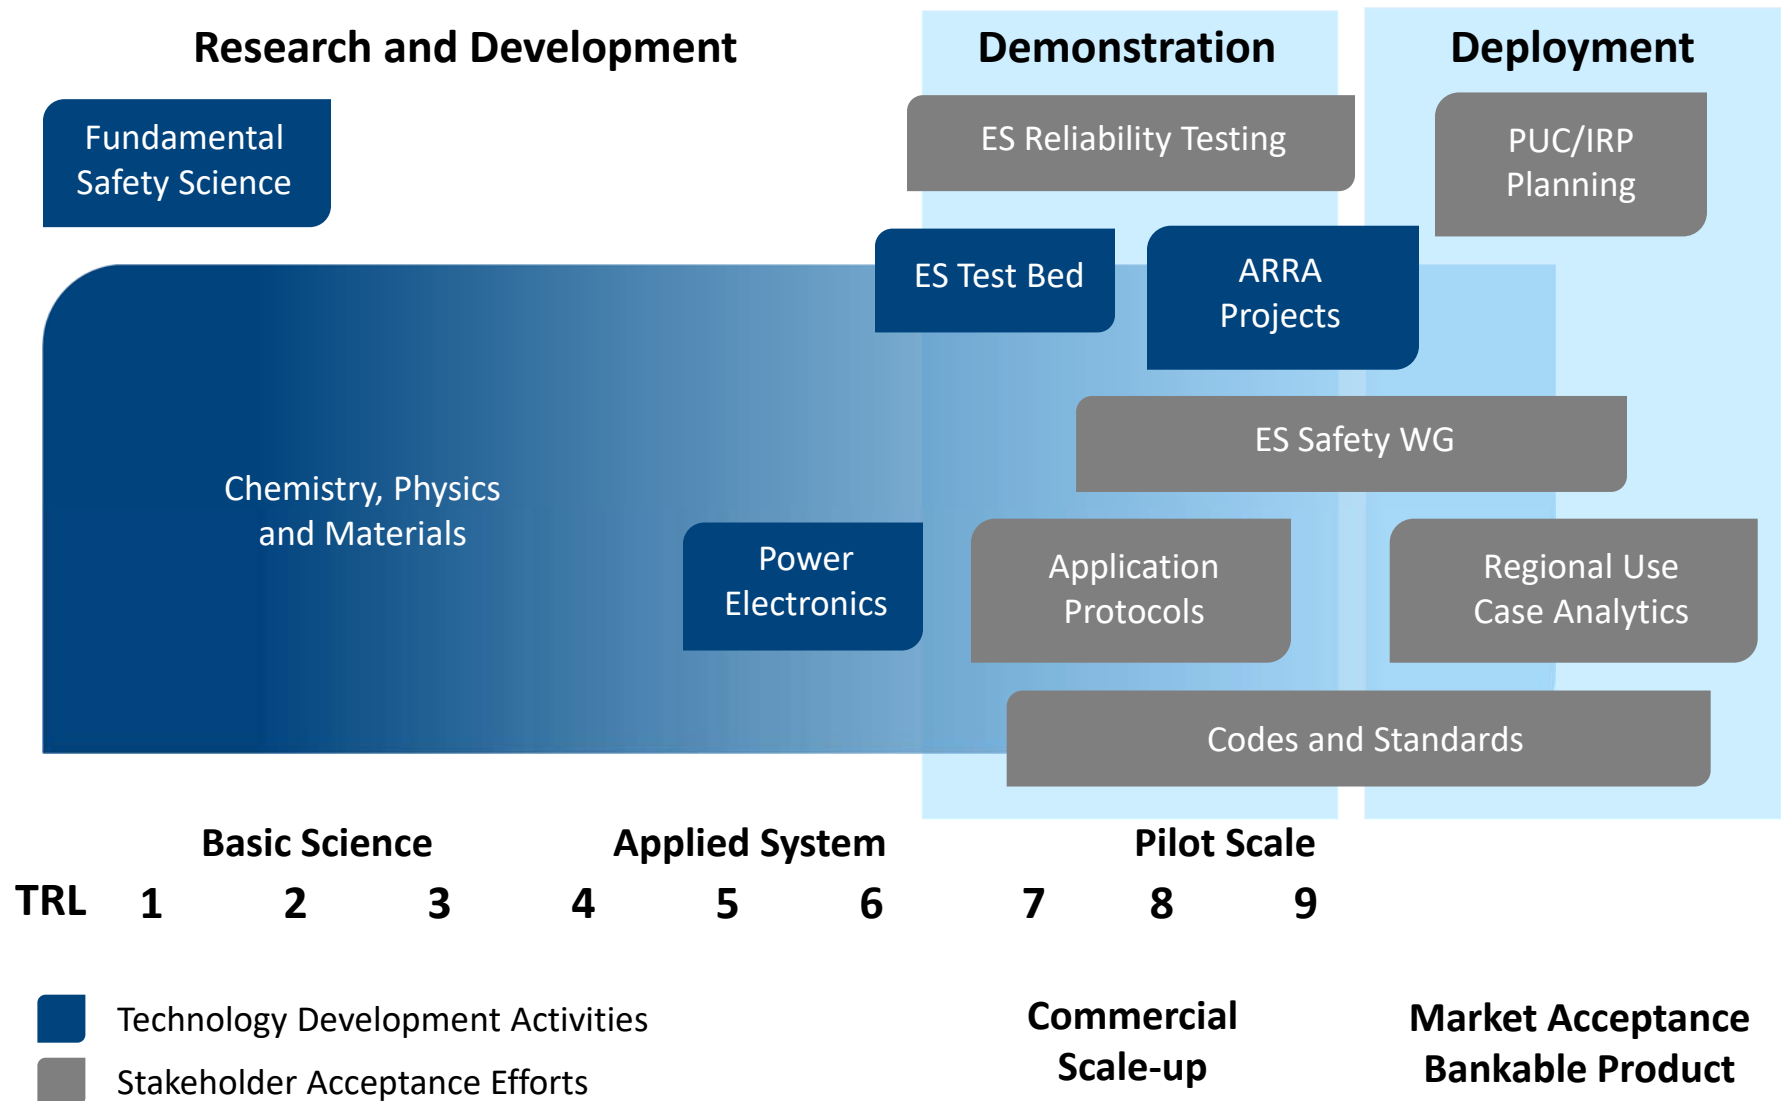 Research and Development
Demonstration
Deployment
Fundamental
Safety Science
ES Reliability Testing
PUC/IRP
Planning
ES Test Bed
ARRA
Projects
ES Safety WG
Chemistry, Physics
and Materials
Power
Electronics
Application
Protocols
Regional Use
Case Analytics
Codes and Standards
Basic Science
Applied System
Pilot Scale
TRL 1 2 3 4 5 6 7 8 9
Technology Development Activities
Stakeholder Acceptance Efforts
Commercial
Scale-up
Market Acceptance
Bankable Product